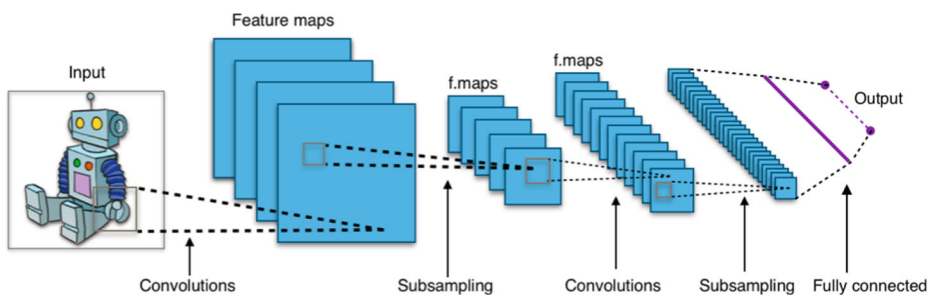 Feature maps
Input
f.maps
f.maps
Output
Convolutions
Subsampling
Convolutions
Subsampling
Fully connected